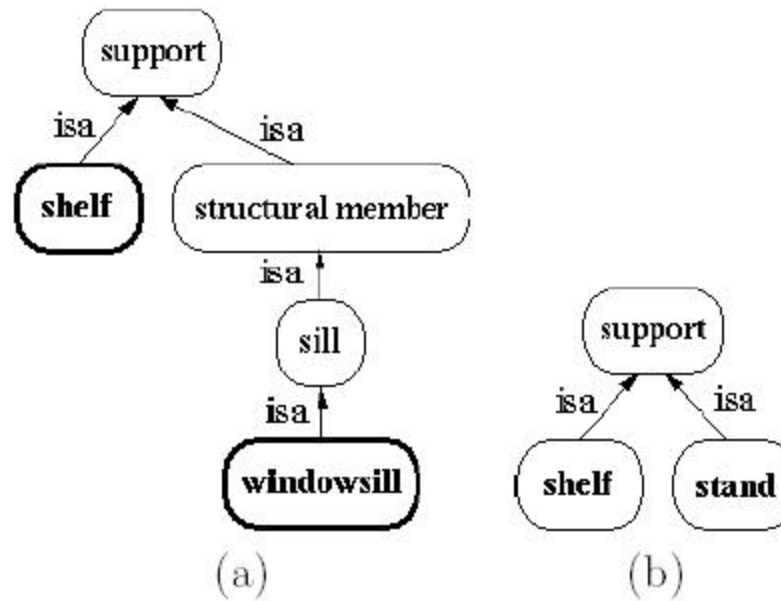 support
isa
isa
shelf
structural member
isa
sill
isa
windowsill
(a)
support
isa
isa
shelf
stand
(b)